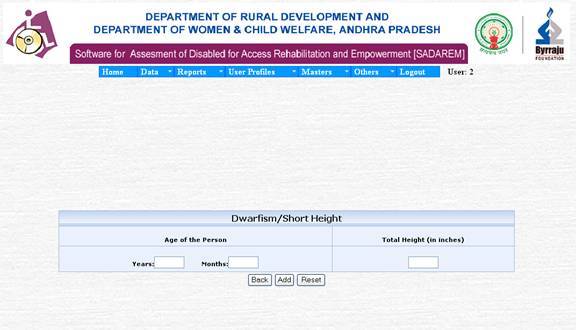 DEPARTMENT OF RURAL DEVELOPMENT AND
DEPARTMENT OF WOMEN & CHILD WELFARE, ANDHRA PRADESH
Software for Assesment of Disabled for Access Rehabilitation and Empowerment [SADAREM]
Byrraju
FOUNDATION
Home Data Reports User Profiles Masters Others Logout User: 2
Dwarfism/Short Height
Age of the Person Total Height (in inches)
Years: Months:
Back Add Reset